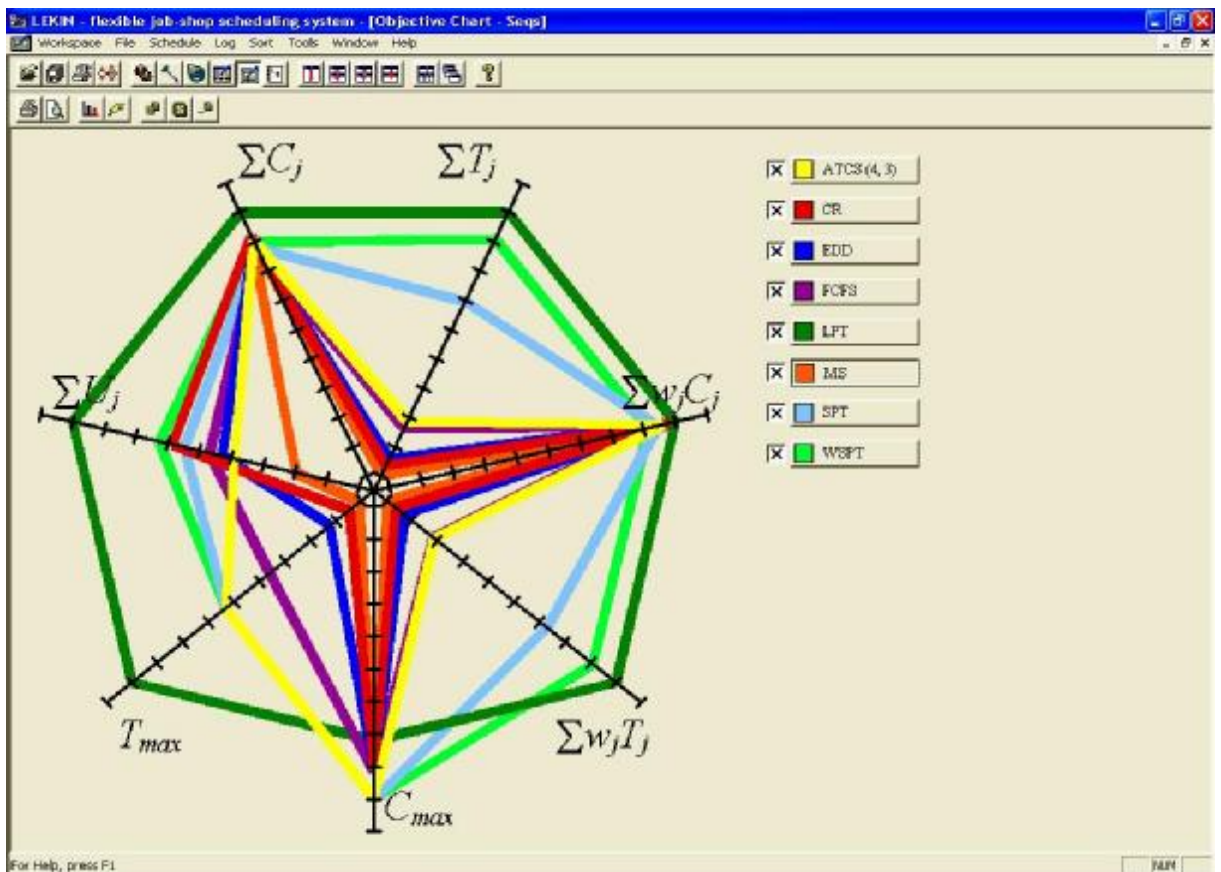 LEKIN - flexible job-shop scheduling system - [Objective Chart - Seqs]
Workspace File Schedule Log Sort Tools Window Help
ΣCj ΣTj
ATCS(4, 3)
CR
EDD
FCFS
LPT
MS
ΣUj ΣwjCj
SPT
WSPT
Tmax ΣwjTj
Cmax
For Help, press F1 NUM